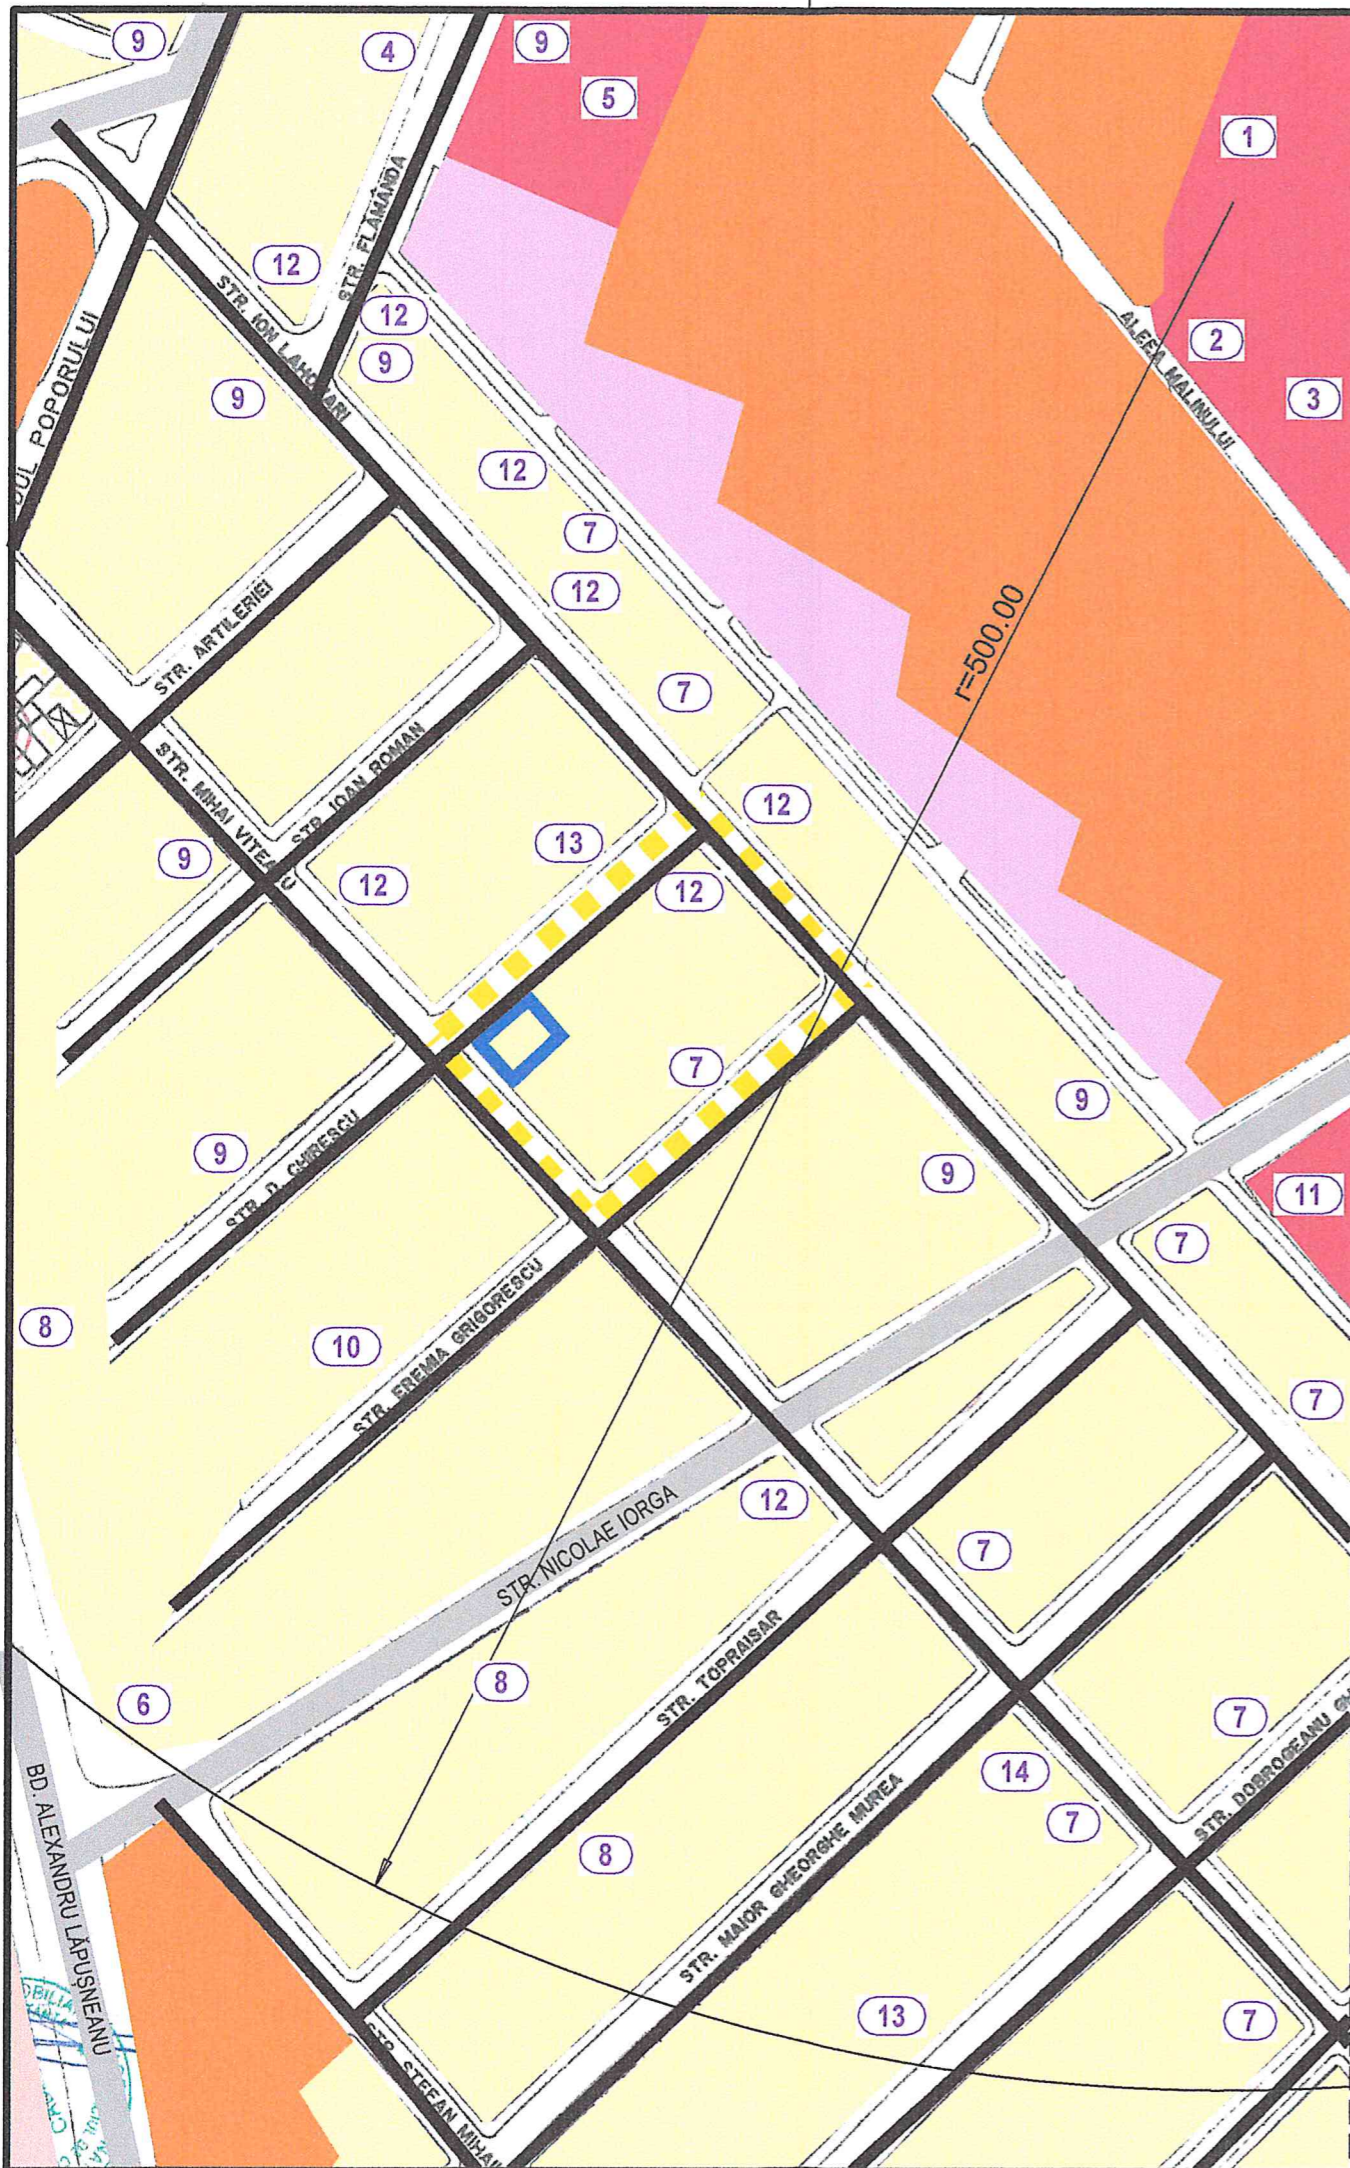 9
4
9
5
1
STR. FLAMÂNDA
12
STR. ION LAHOVARI
12
9
2
ALEEA MALINULUI
3
POPORULUI
9
12
7
12
r=500.00
STR. ARTILERIEI
7
STR. MIHAI VITEAZU
STR. IOAN ROMAN
12
13
9
12
12
7
9
9
STR. D. CHIRESCU
9
11
7
8
10
STR. EREMIA GRIGORESCU
7
12
STR. NICOLAE IORGA
7
8
6
STR. TOPRAISAR
7
STR. DOBROGEANU
14
7
BD. ALEXANDRU LĂPUȘNEANU
8
STR. MAIOR GHEORGHE MUREA
13
7
STR. STEFAN MIHAI